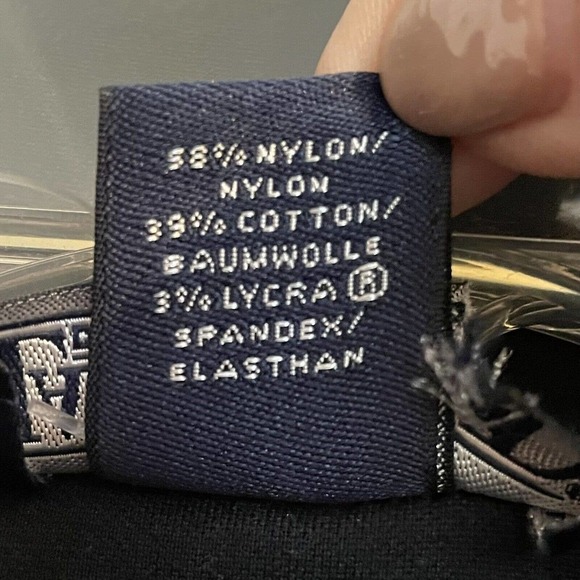 58% NYLON/
NYLON
39% COTTON/
BAUMWOLLE
3% LYCRA ®
SPANDEX/
ELASTHAN